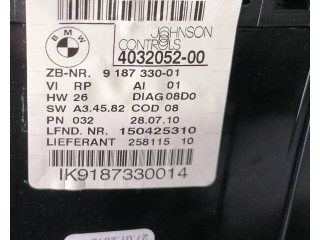 BMW
JOHNSON
CONTROLS
4032052-00
ZB-NR. 9 187 330-01
VI RP AI 01
HW 26 DIAG 08D0
SW A3.45.82 COD 08
PN 032 28.07.10
LFND. NR. 150425310
LIEFERANT 258115 10
IK9187330014